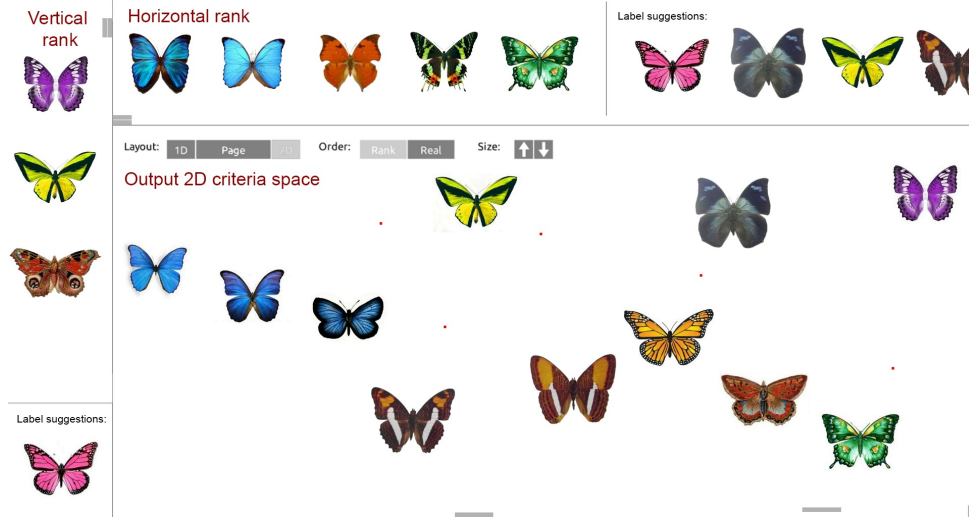 Vertical
rank
Horizontal rank
Label suggestions:
Layout: 1D Page 2D Order: Rank Real Size:
Output 2D criteria space
Label suggestions: